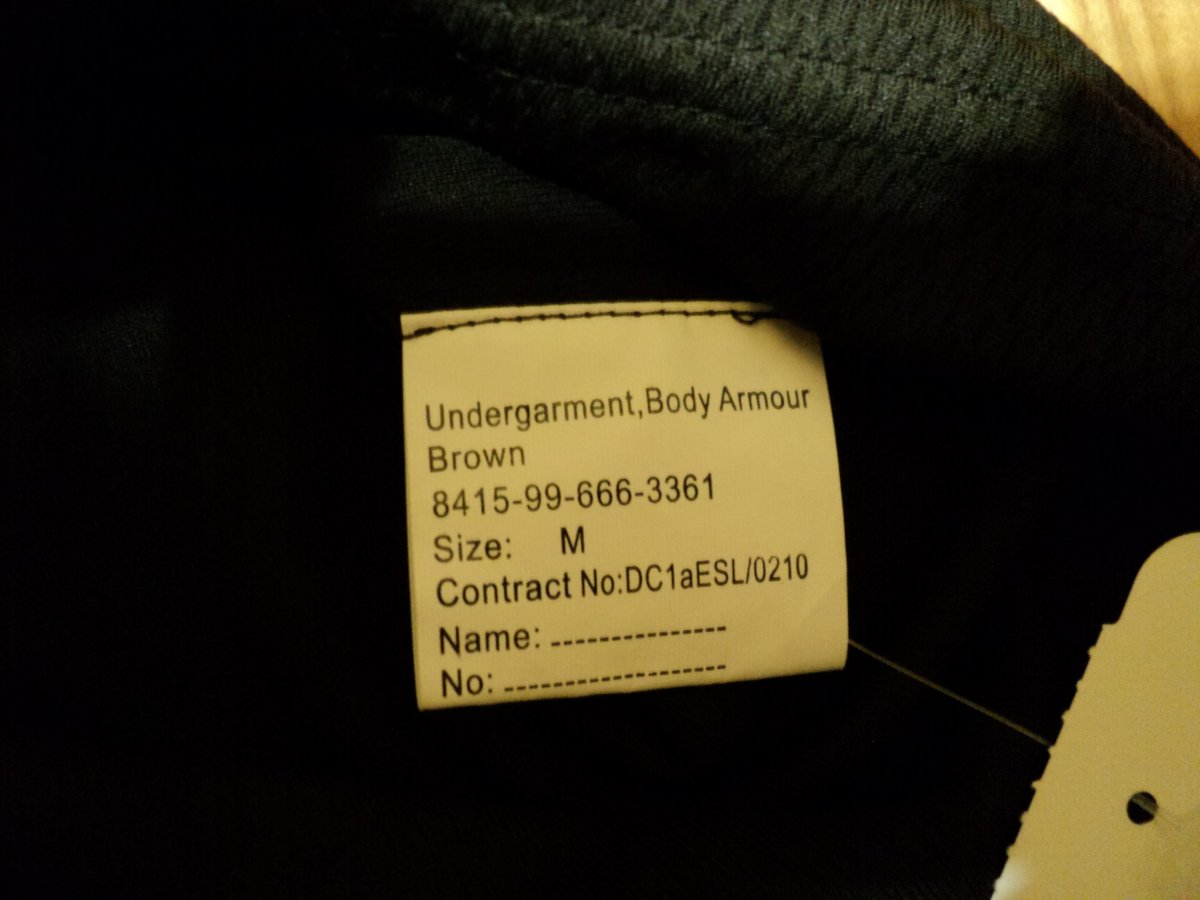 Undergarment,Body Armour
Brown
8415-99-666-3361
Size: M
Contract No:DC1aESL/0210
Name: ---------------
No: -------------------